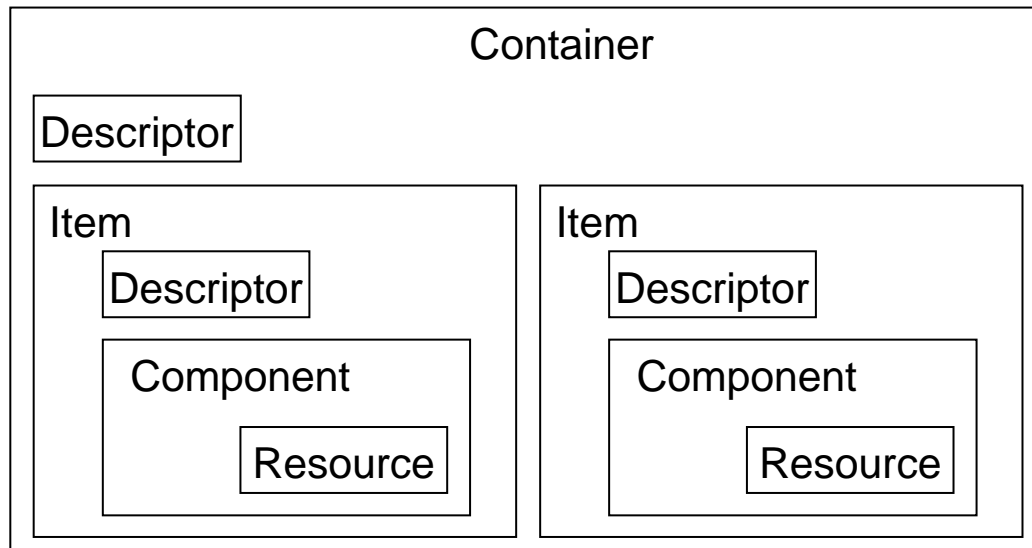 Container
Descriptor
Item
Descriptor
Component
Resource
Item
Descriptor
Component
Resource